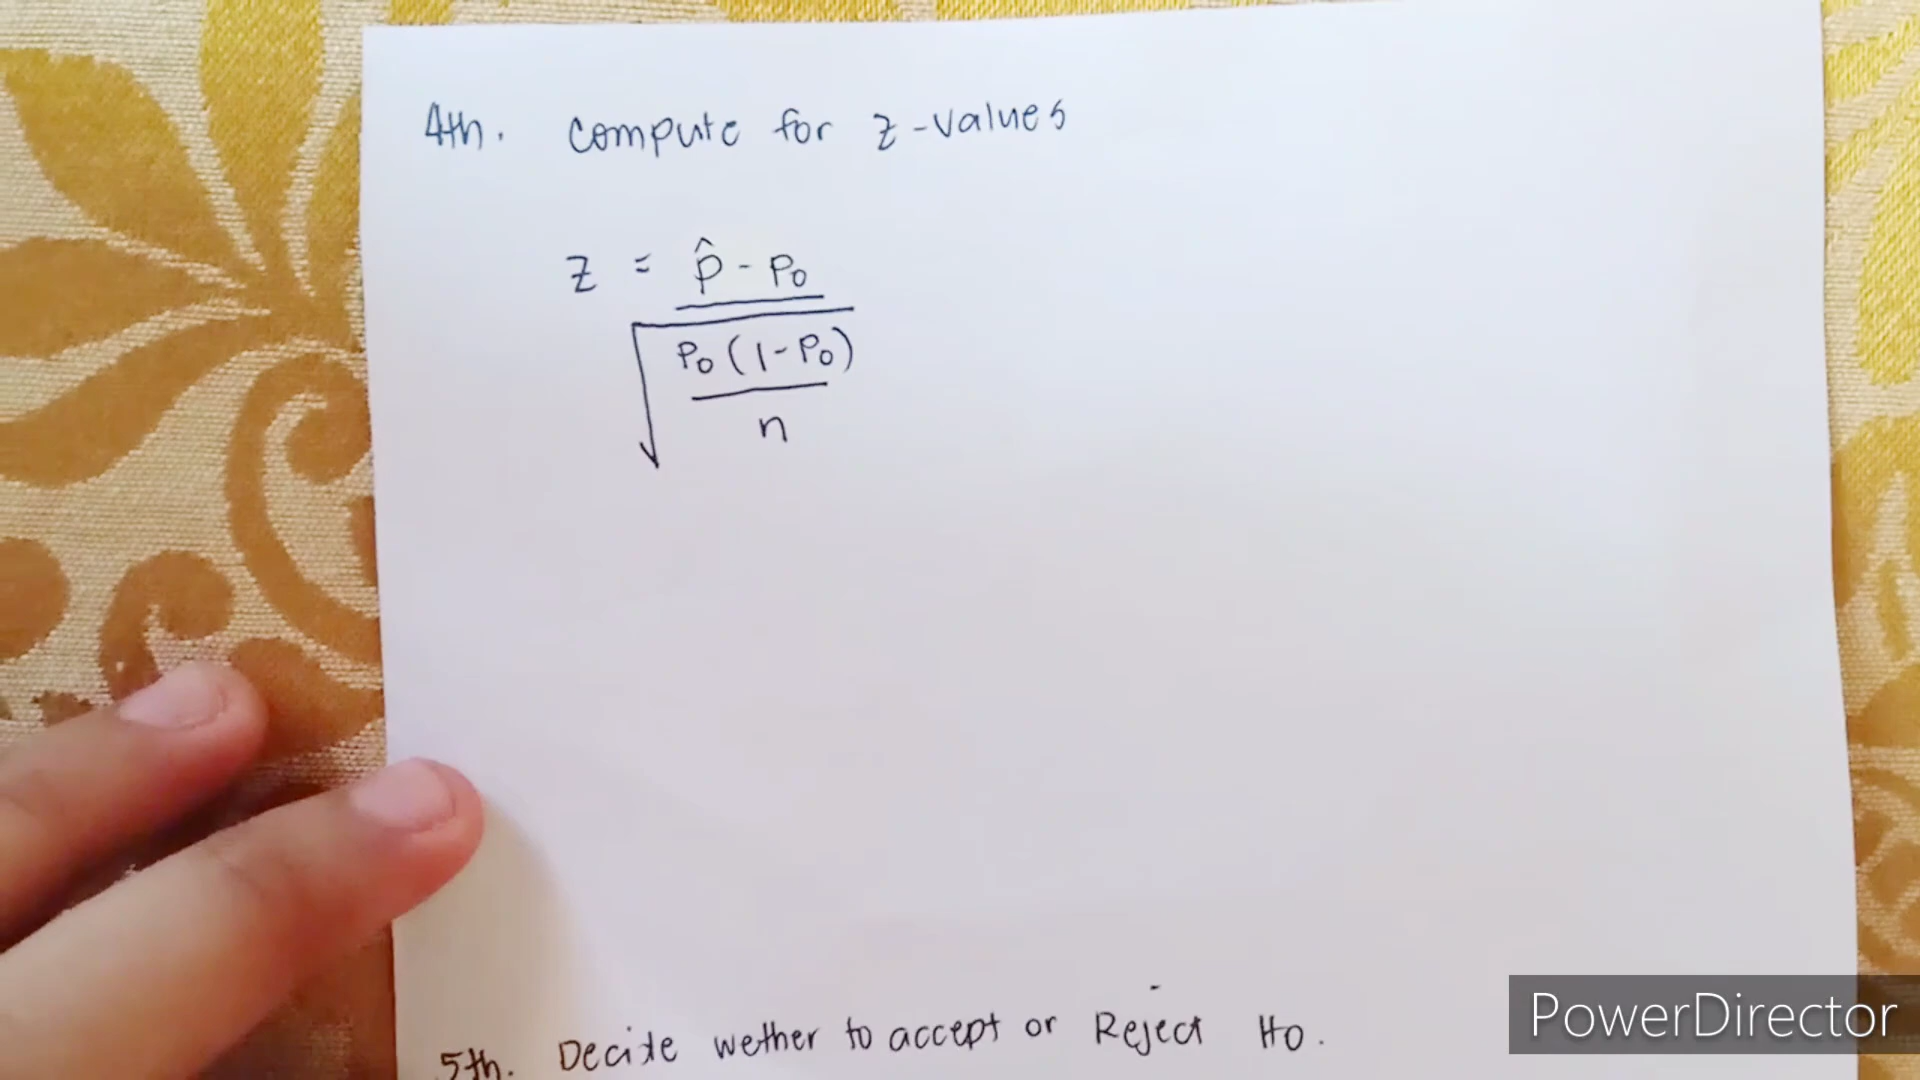 4th. Compute for z-values
z = p̂ - P₀
P₀ (1 - P₀)
n
5th. Decide wether to accept or Reject Ho.
PowerDirector